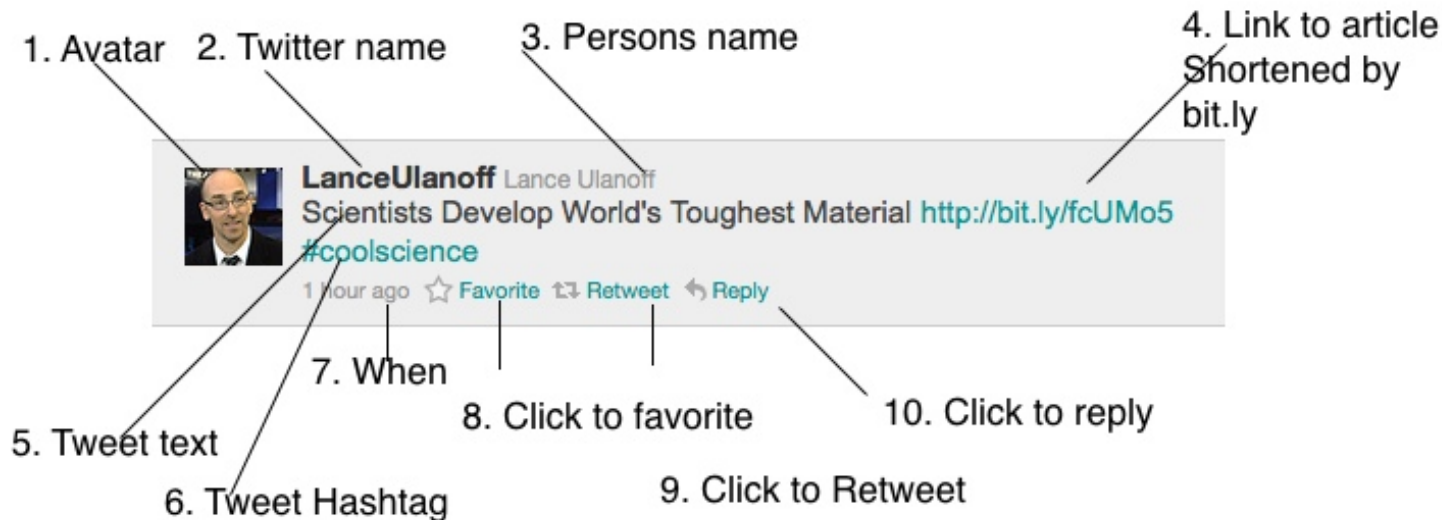 1. Avatar
2. Twitter name
3. Persons name
4. Link to article
Shortened by
bit.ly
LanceUlanoff Lance Ulanoff
Scientists Develop World's Toughest Material http://bit.ly/fcUMo5
#coolscience
1 hour ago Favorite Retweet Reply
7. When
8. Click to favorite
10. Click to reply
5. Tweet text
6. Tweet Hashtag
9. Click to Retweet